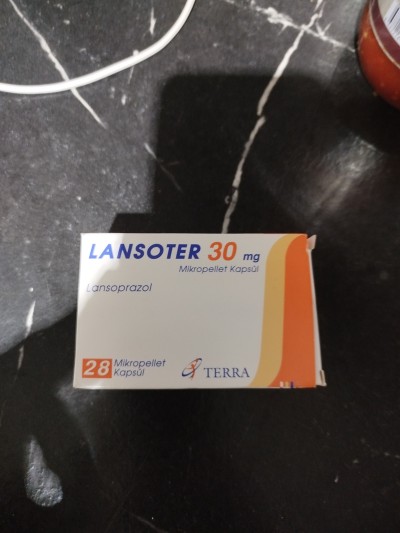 LANSOTER 30 mg
Mikropellet Kapsül
Lansoprazol
28 Mikropellet
Kapsül
TERRA